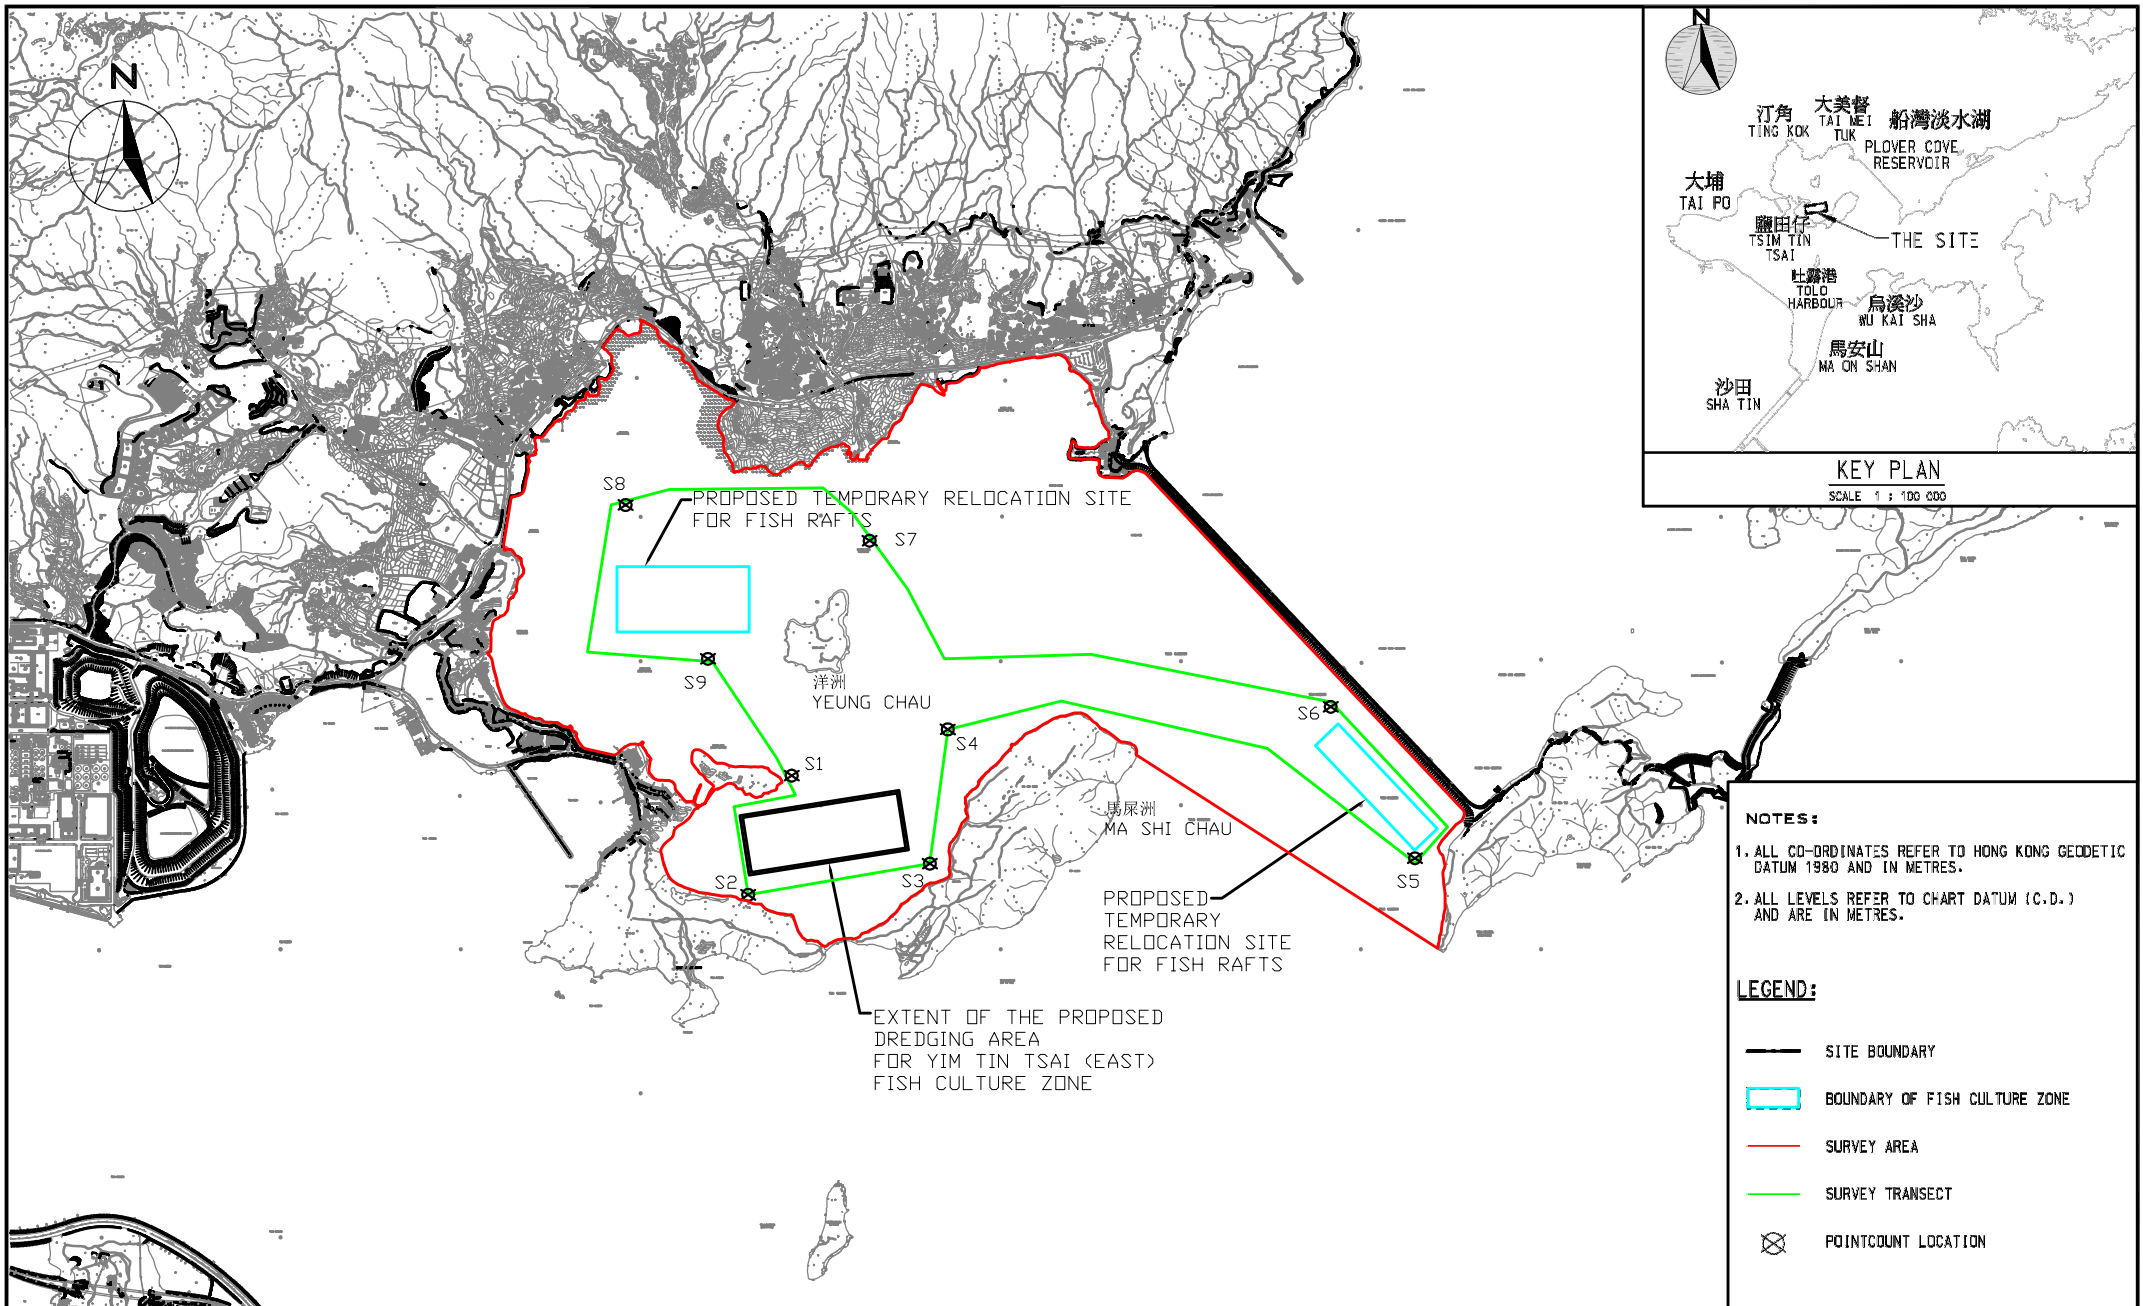 N
S8
PROPOSED TEMPORARY RELOCATION SITE
FOR FISH RAFTS
S7
S9
洋洲
YEUNG CHAU
S6
S4
S1
馬屎洲
MA SHI CHAU
S2
S3
S5
PROPOSED
TEMPORARY
RELOCATION SITE
FOR FISH RAFTS
EXTENT OF THE PROPOSED
DREDGING AREA
FOR YIM TIN TSAI (EAST)
FISH CULTURE ZONE
N
汀角
TING KOK
大美督
TAI MEI
TUK
船灣淡水湖
PLOVER COVE
RESERVOIR
大埔
TAI PO
鹽田仔
TSIM TIN
TSAI
THE SITE
吐露港
TOLO
HARBOUR
烏溪沙
WU KAI SHA
馬安山
MA ON SHAN
沙田
SHA TIN
KEY PLAN
SCALE 1 : 100 000
NOTES:
1. ALL CO-ORDINATES REFER TO HONG KONG GEODETIC
DATUM 1980 AND IN METRES.
2. ALL LEVELS REFER TO CHART DATUM (C.D.)
AND ARE IN METRES.
LEGEND:
SITE BOUNDARY
BOUNDARY OF FISH CULTURE ZONE
SURVEY AREA
SURVEY TRANSECT
POINTCOUNT LOCATION